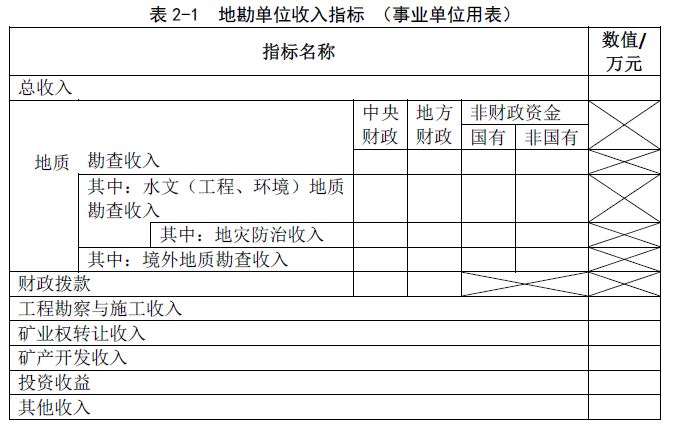 表 2-1 地勘单位收入指标 （事业单位用表）
指标名称
数值/
万元
总收入
中央
财政
地方
财政
非财政资金
国有
非国有
地质
勘查收入
其中：水文（工程、环境）地质
勘查收入
其中：地灾防治收入
其中：境外地质勘查收入
财政拨款
工程勘察与施工收入
矿业权转让收入
矿产开发收入
投资收益
其他收入